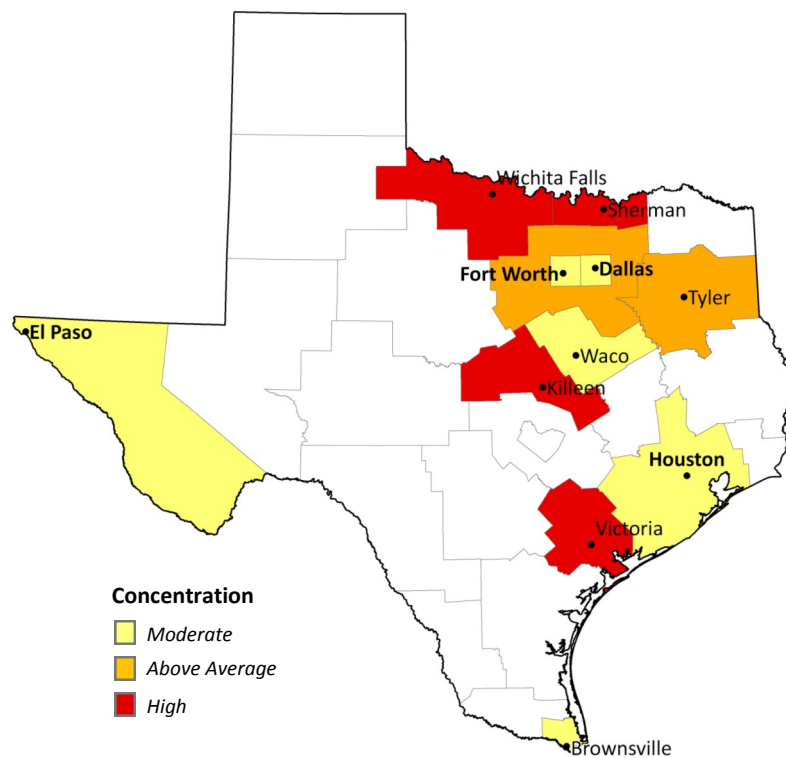 Wichita Falls
Sherman
Fort Worth
Dallas
Tyler
El Paso
Waco
Killeen
Houston
Victoria
Concentration
Moderate
Above Average
High
Brownsville